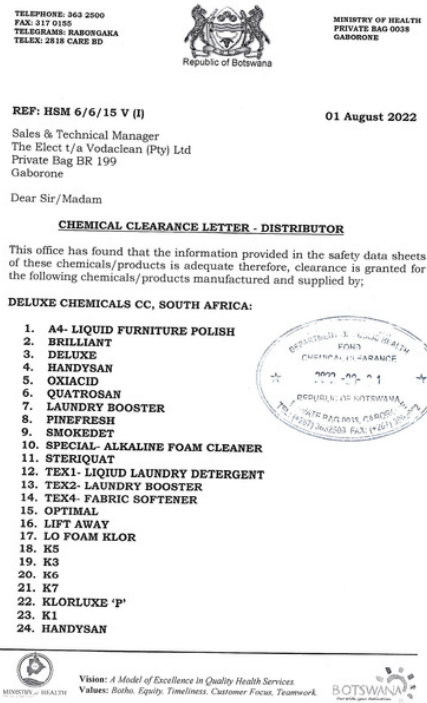 TELEPHONE: 363 2500
FAX: 317 0155
TELEGRAMS: RABONGAKA
TELEX: 2818 CARE BD
Republic of Botswana
MINISTRY OF HEALTH
PRIVATE BAG 0038
GABORONE
REF: HSM 6/6/15 V (I)
01 August 2022
Sales & Technical Manager
The Elect t/a Vodaclean (Pty) Ltd
Private Bag BR 199
Gaborone
Dear Sir/Madam
CHEMICAL CLEARANCE LETTER - DISTRIBUTOR
This office has found that the information provided in the safety data sheets
of these chemicals/products is adequate therefore, clearance is granted for
the following chemicals/products manufactured and supplied by;
DELUXE CHEMICALS CC, SOUTH AFRICA:
1. A4- LIQUID FURNITURE POLISH
2. BRILLIANT
3. DELUXE
4. HANDYSAN
5. OXIACID
6. QUATROSAN
7. LAUNDRY BOOSTER
8. PINEFRESH
9. SMOKEDET
10. SPECIAL- ALKALINE FOAM CLEANER
11. STERIQUAT
12. TEX1- LIQIUD LAUNDRY DETERGENT
13. TEX2- LAUNDRY BOOSTER
14. TEX4- FABRIC SOFTENER
15. OPTIMAL
16. LIFT AWAY
17. LO FOAM KLOR
18. K5
19. K3
20. K6
21. K7
22. KLORLUXE 'P'
23. K1
24. HANDYSAN
CHEMICAL CLEARANCE
REPUBLIC OF BOTSWANA
MINISTRY OF HEALTH
Vision: A Model of Excellence in Quality Health Services.
Values: Botho, Equity, Timeliness, Customer Focus, Teamwork.
BOTSWANA